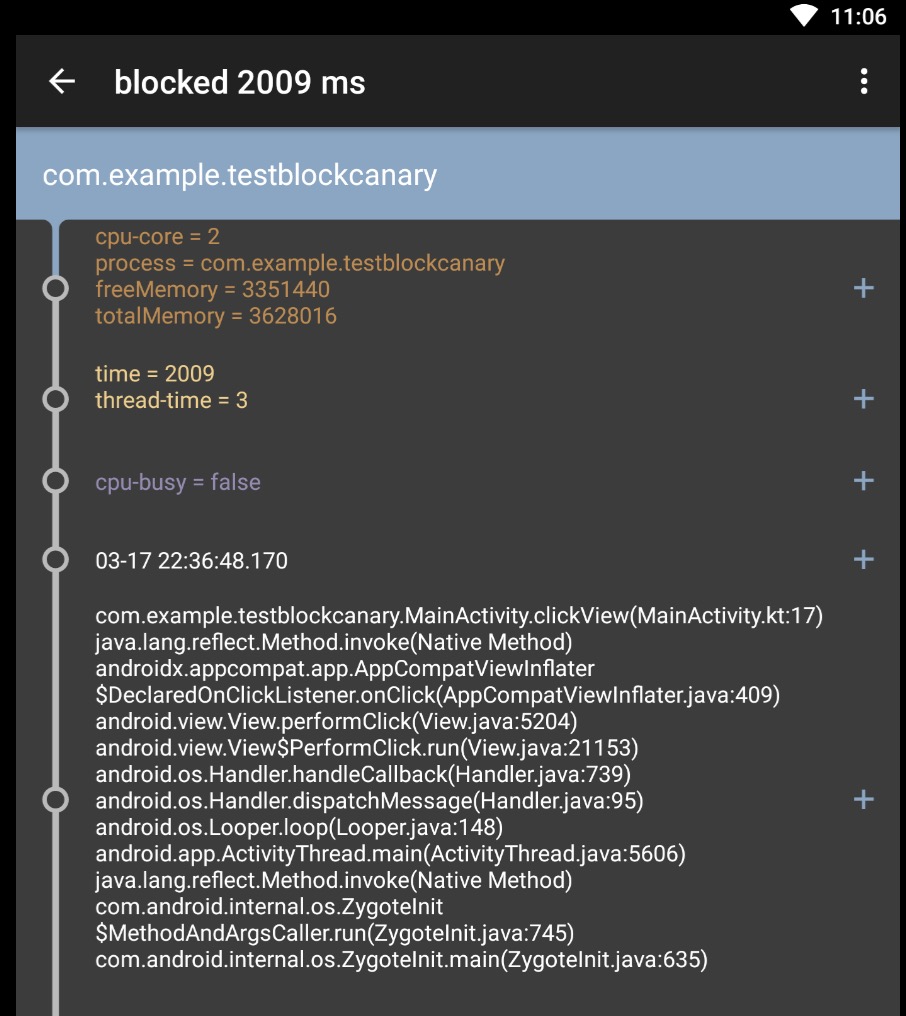 11:06
blocked 2009 ms
com.example.testblockcanary
cpu-core = 2
process = com.example.testblockcanary
freeMemory = 3351440
totalMemory = 3628016
time = 2009
thread-time = 3
cpu-busy = false
03-17 22:36:48.170
com.example.testblockcanary.MainActivity.clickView(MainActivity.kt:17)
java.lang.reflect.Method.invoke(Native Method)
androidx.appcompat.app.AppCompatViewInflater
$DeclaredOnClickListener.onClick(AppCompatViewInflater.java:409)
android.view.View.performClick(View.java:5204)
android.view.View$PerformClick.run(View.java:21153)
android.os.Handler.handleCallback(Handler.java:739)
android.os.Handler.dispatchMessage(Handler.java:95)
android.os.Looper.loop(Looper.java:148)
android.app.ActivityThread.main(ActivityThread.java:5606)
java.lang.reflect.Method.invoke(Native Method)
com.android.internal.os.ZygoteInit
$MethodAndArgsCaller.run(ZygoteInit.java:745)
com.android.internal.os.ZygoteInit.main(ZygoteInit.java:635)